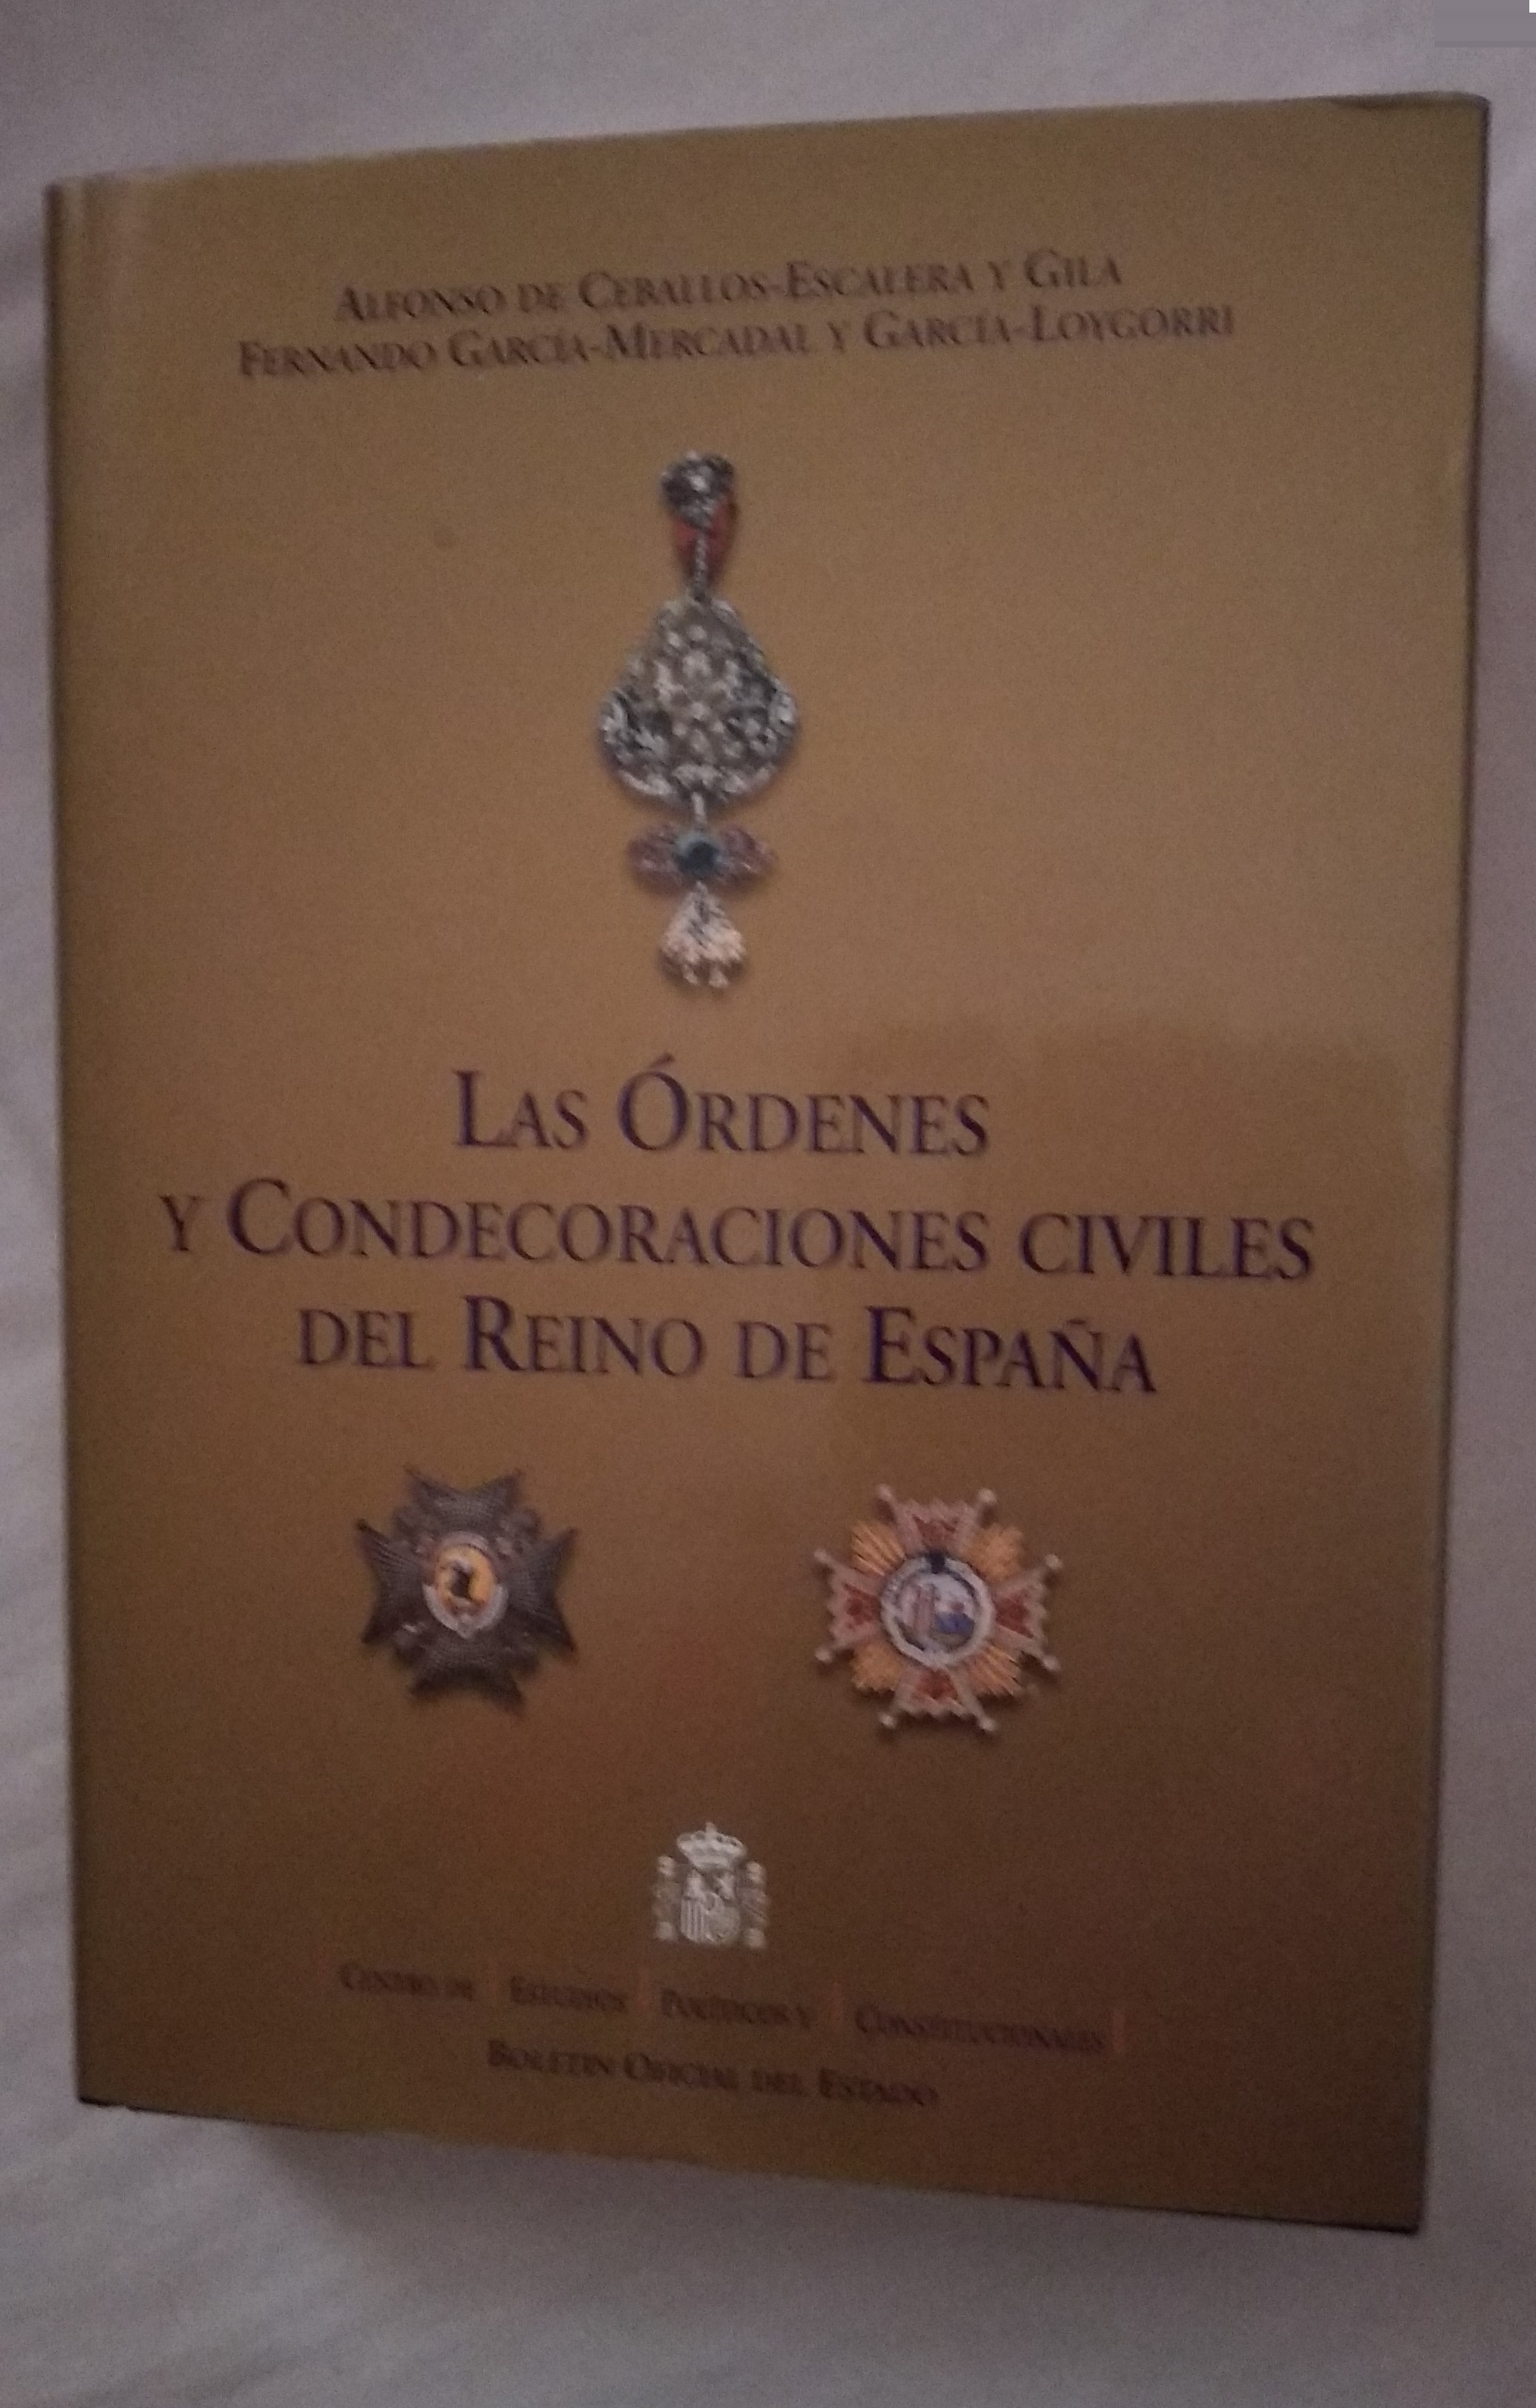 ALFONSO DE CEBALLOS-ESCALERA Y GILA
FERNANDO GARCÍA-MERCADAL Y GARCÍA-LOYGORRI
LAS ÓRDENES
Y CONDECORACIONES CIVILES
DEL REINO DE ESPAÑA
CENTRO DE ESTUDIOS POLÍTICOS Y CONSTITUCIONALES
BOLETÍN OFICIAL DEL ESTADO